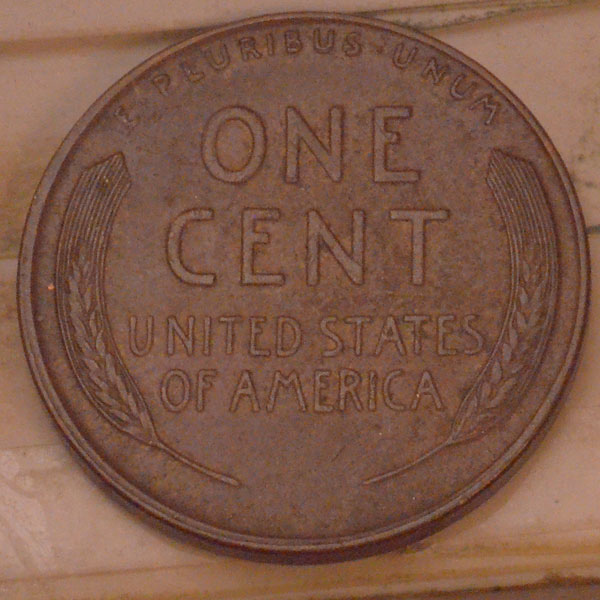 E PLURIBUS · UNUM
ONE
CENT
UNITED STATES
OF AMERICA